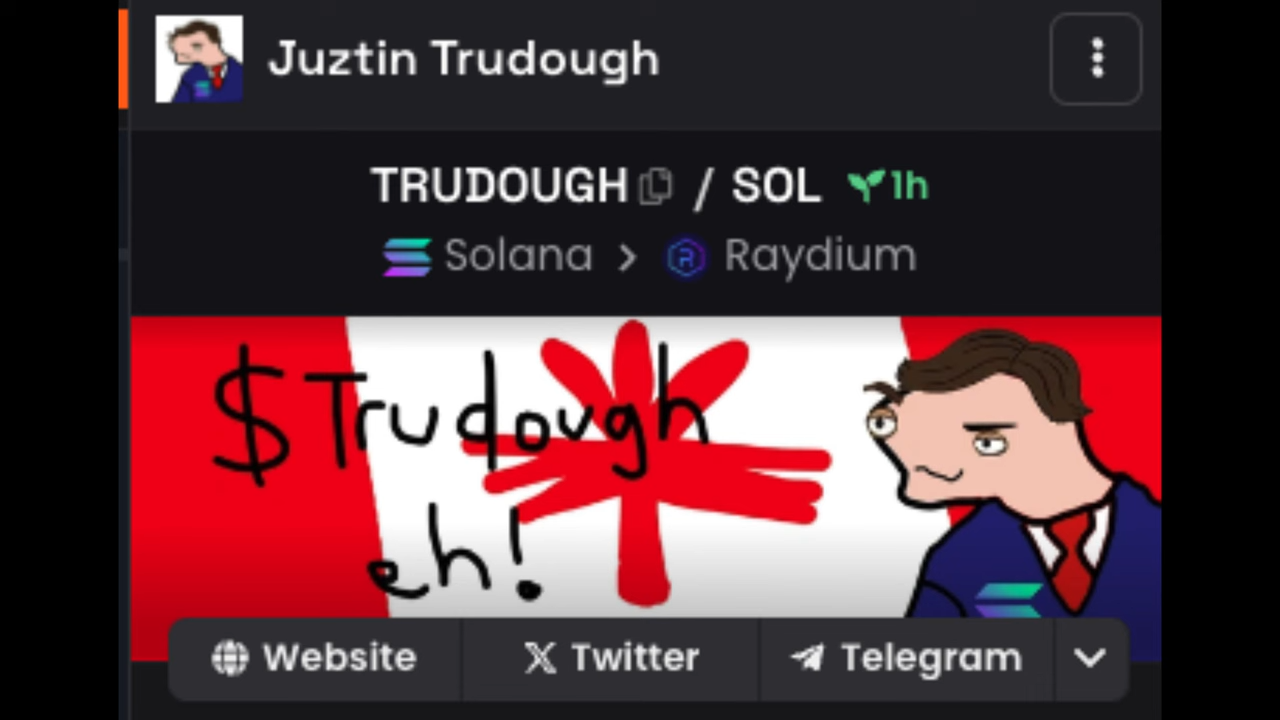 Juztin Trudough
TRUDOUGH / SOL 1h
Solana > Raydium
$Trudough
eh!
Website Twitter Telegram